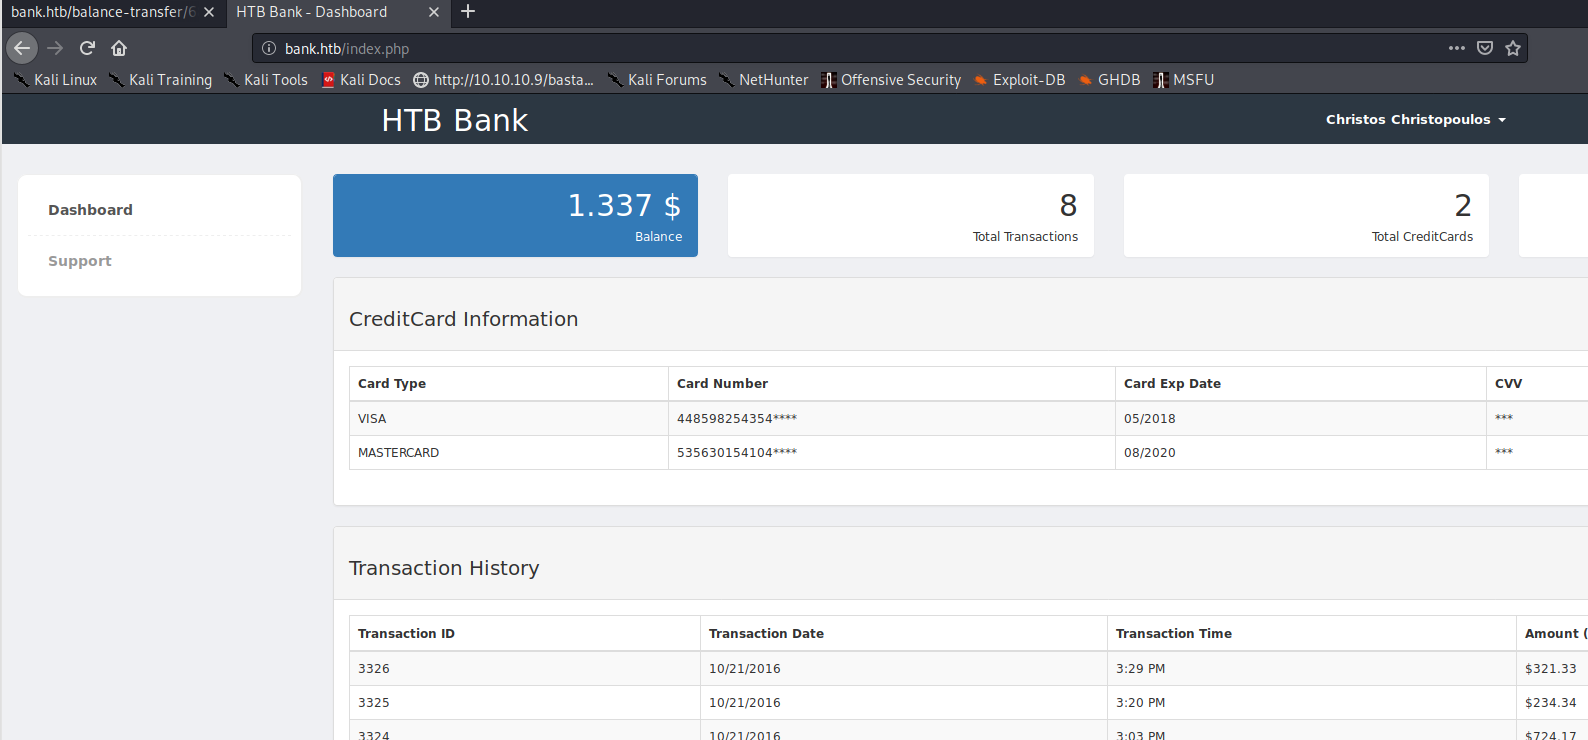 bank.htb/balance-transfer/6 HTB Bank - Dashboard
bank.htb/index.php
Kali Linux Kali Training Kali Tools Kali Docs http://10.10.10.9/basta... Kali Forums NetHunter Offensive Security Exploit-DB GHDB MSFU
HTB Bank Christos Christopoulos
Dashboard
Support
1.337 $
Balance
8
Total Transactions
2
Total CreditCards
CreditCard Information
Card Type Card Number Card Exp Date CVV
VISA 448598254354**** 05/2018 ***
MASTERCARD 535630154104**** 08/2020 ***
Transaction History
Transaction ID Transaction Date Transaction Time Amount (
3326 10/21/2016 3:29 PM $321.33
3325 10/21/2016 3:20 PM $234.34
3324 10/21/2016 3:03 PM $724.17